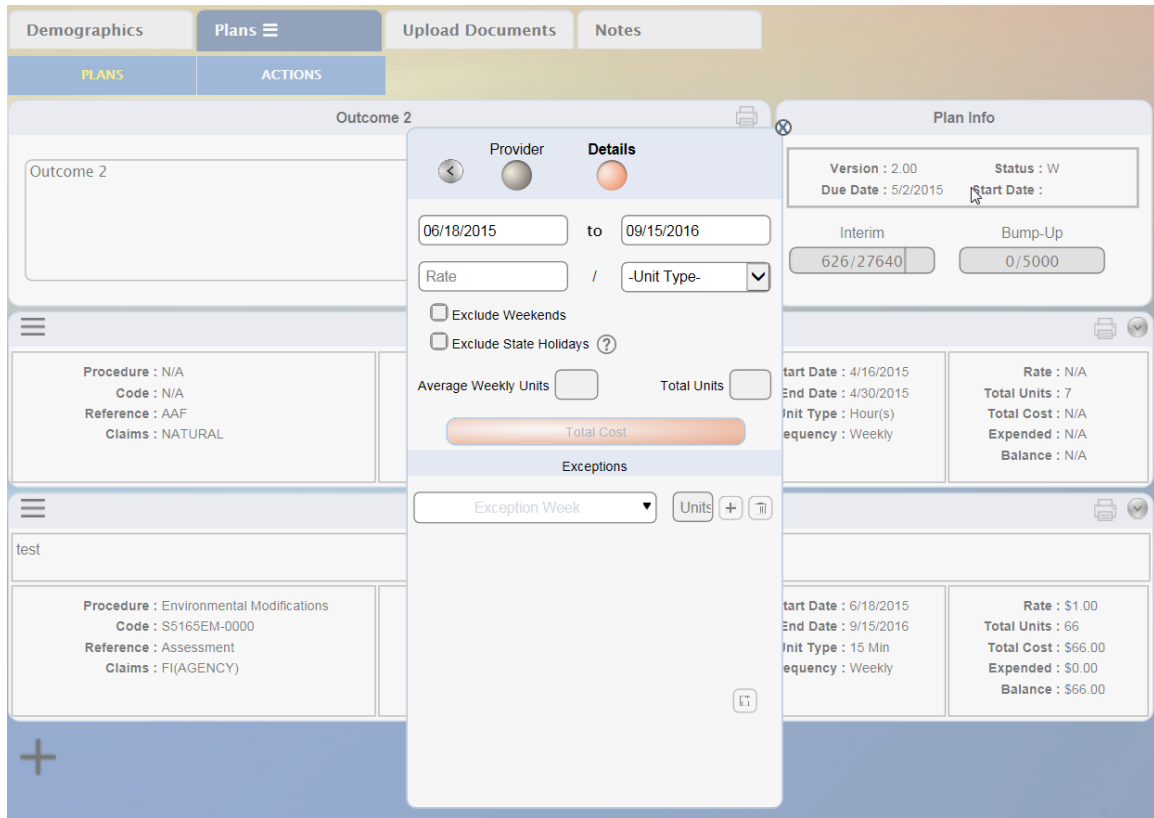 Demographics
Plans
Upload Documents
Notes
PLANS
ACTIONS
Outcome 2
Outcome 2
Plan Info
Version : 2.00
Status : W
Due Date : 5/2/2015
Start Date :
Interim
Bump-Up
626/27640
0/5000
Provider
Details
06/18/2015 to 09/15/2016
Rate / -Unit Type-
Exclude Weekends
Exclude State Holidays ?
Average Weekly Units
Total Units
Total Cost
Exceptions
Exception Week
Units
Procedure : N/A
Code : N/A
Reference : AAF
Claims : NATURAL
tart Date : 4/16/2015
End Date : 4/30/2015
Unit Type : Hour(s)
equency : Weekly
Rate : N/A
Total Units : 7
Total Cost : N/A
Expended : N/A
Balance : N/A
test
Procedure : Environmental Modifications
Code : S5165EM-0000
Reference : Assessment
Claims : FI(AGENCY)
tart Date : 6/18/2015
End Date : 9/15/2016
Unit Type : 15 Min
equency : Weekly
Rate : $1.00
Total Units : 66
Total Cost : $66.00
Expended : $0.00
Balance : $66.00